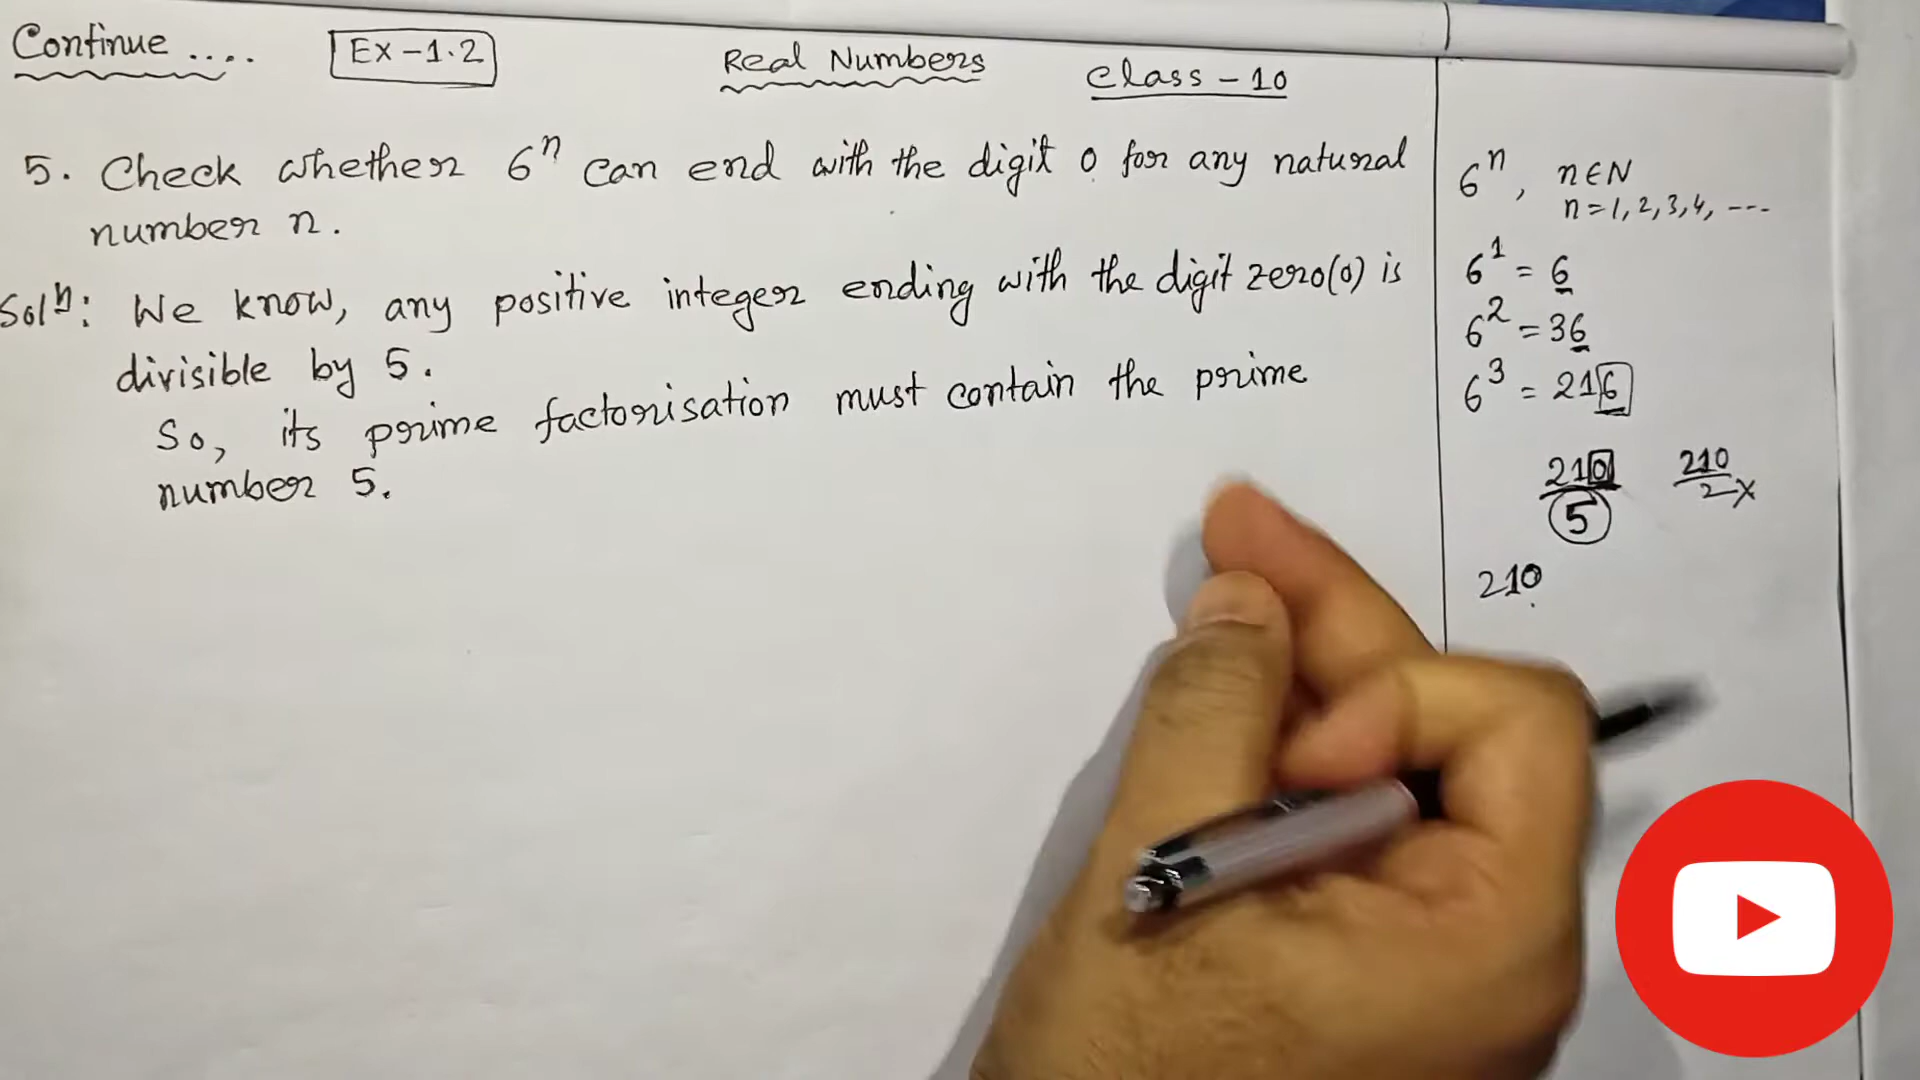 Continue ....
Ex-1.2
Real Numbers
Class - 10
5. Check whether 6ⁿ can end with the digit 0 for any natural
number n.
Solⁿ: We know, any positive integer ending with the digit zero(0) is
divisible by 5.
So, its prime factorisation must contain the prime
number 5.
6ⁿ, n∈N
n=1,2,3,4, ---
6¹ = 6
6² = 36
6³ = 216
210/5 210/2 ×
210